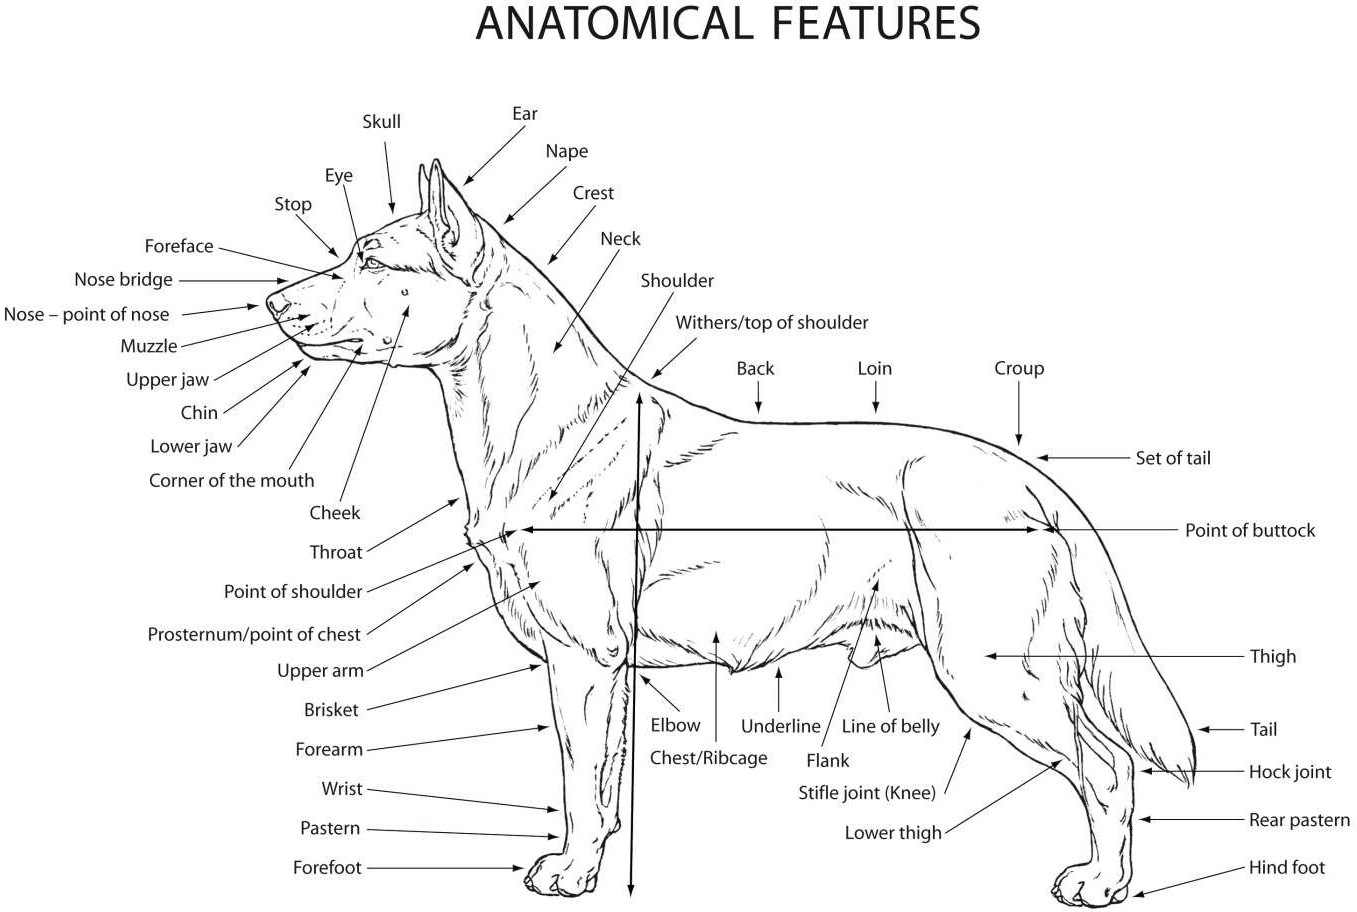 ANATOMICAL FEATURES
Ear
Skull
Nape
Eye
Crest
Stop
Neck
Foreface
Nose bridge
Shoulder
Nose – point of nose
Withers/top of shoulder
Muzzle
Back
Loin
Croup
Upper jaw
Chin
Lower jaw
Set of tail
Corner of the mouth
Cheek
Point of buttock
Throat
Point of shoulder
Prosternum/point of chest
Thigh
Upper arm
Brisket
Elbow
Underline
Line of belly
Tail
Forearm
Chest/Ribcage
Flank
Hock joint
Wrist
Stifle joint (Knee)
Rear pastern
Pastern
Lower thigh
Forefoot
Hind foot